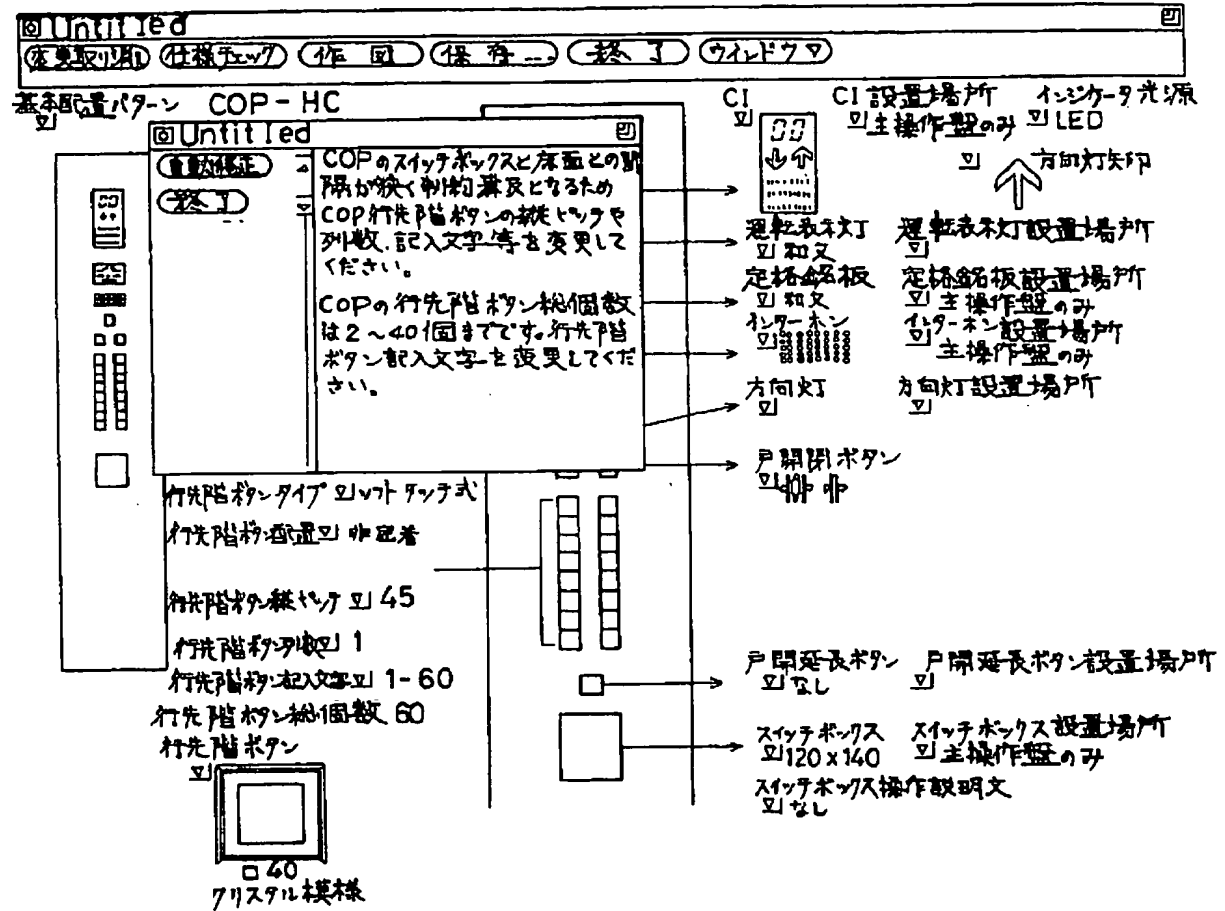 Untitled
変更取り消し 仕様チェック 作 図 保 存 ... 終 了 ウインドウ▽
基本配置パターン COP-HC
Untitled
自動修正
終 了
COPのスイッチボックスと床面との間
隔が狭く制約違反となるため
COP行先階ボタンの縦ピッチや
列数、記入文字等を変更して
ください。
COPの行先階ボタン総個数
は2～40個までです。行先階
ボタン記入文字を変更してくだ
さい。
CI
CI設置場所
主操作盤のみ
インジケータ光源
LED
方向灯矢印
運転表示灯
和文
運転表示灯設置場所
定格銘板
和文
定格銘板設置場所
主操作盤のみ
インターホン
インターホン設置場所
主操作盤のみ
方向灯
方向灯設置場所
戸開閉ボタン
行先階ボタンタイプ ソフトタッチ式
行先階ボタン配置
行先階ボタン縦ピッチ 45
行先階ボタン列数 1
行先階ボタン記入文字 1-60
行先階ボタン総個数 60
行先階ボタン
□40
クリスタル模様
戸開延長ボタン
なし
戸開延長ボタン設置場所
スイッチボックス
120x140
スイッチボックス設置場所
主操作盤のみ
スイッチボックス操作説明文
なし